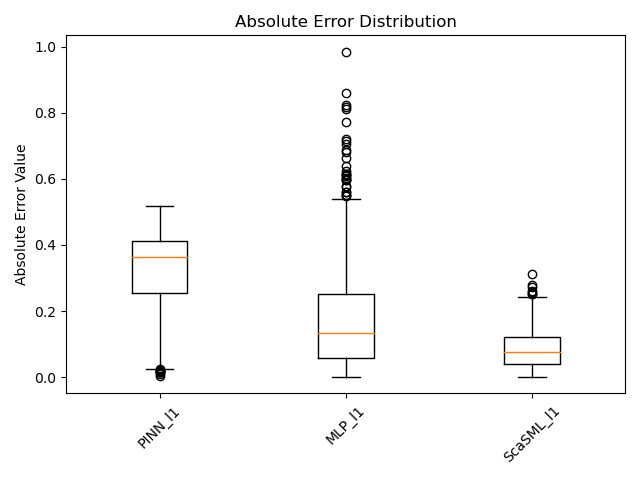 Absolute Error Distribution
1.0
0.8
0.6
0.4
0.2
0.0
Absolute Error Value
PINN_l1
MLP_l1
ScaSML_l1